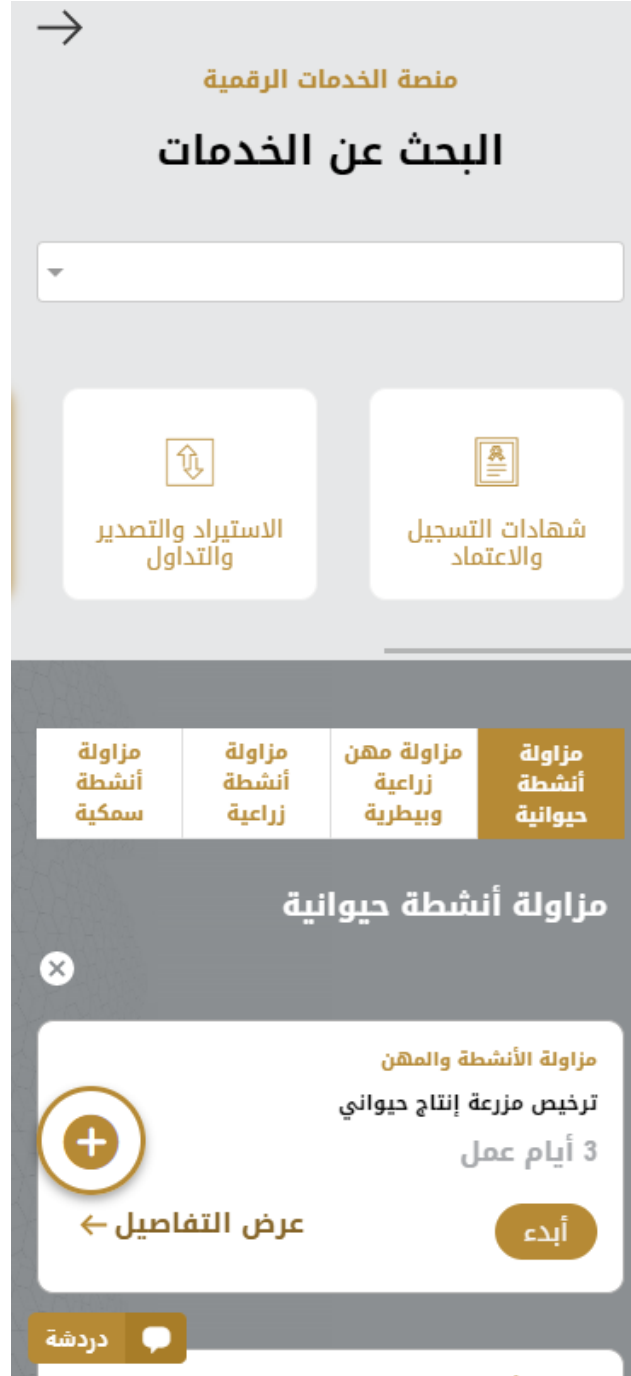 منصة الخدمات الرقمية
البحث عن الخدمات
شهادات التسجيل
والاعتماد
الاستيراد والتصدير
والتداول
مزاولة
أنشطة
حيوانية
مزاولة مهن
زراعية
وبيطرية
مزاولة
أنشطة
زراعية
مزاولة
أنشطة
سمكية
مزاولة أنشطة حيوانية
مزاولة الأنشطة والمهن
ترخيص مزرعة إنتاج حيواني
3 أيام عمل
أبدء
عرض التفاصيل
دردشة